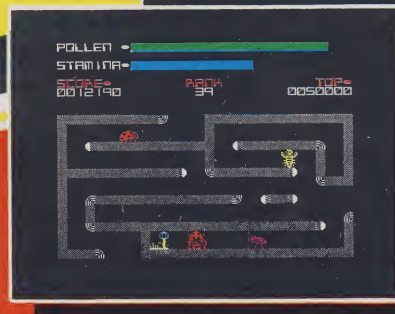 POLLEN
STAMINA
SCORE RANK TOP
0012190 39 0050000